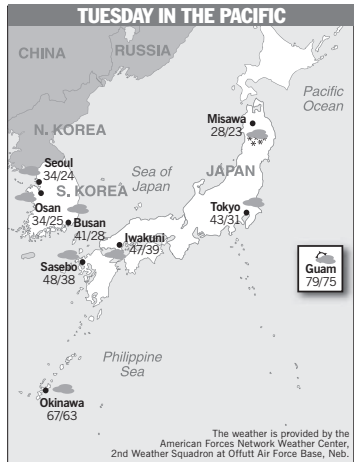 TUESDAY IN THE PACIFIC
CHINA
RUSSIA
Pacific
Ocean
Misawa
28/23
N. KOREA
Seoul
34/24
Sea of
Japan
JAPAN
S. KOREA
Osan
34/25
Busan
41/28
Tokyo
43/31
Iwakuni
47/39
Sasebo
48/38
Guam
79/75
Philippine
Sea
Okinawa
67/63
The weather is provided by the
American Forces Network Weather Center,
2nd Weather Squadron at Offutt Air Force Base, Neb.